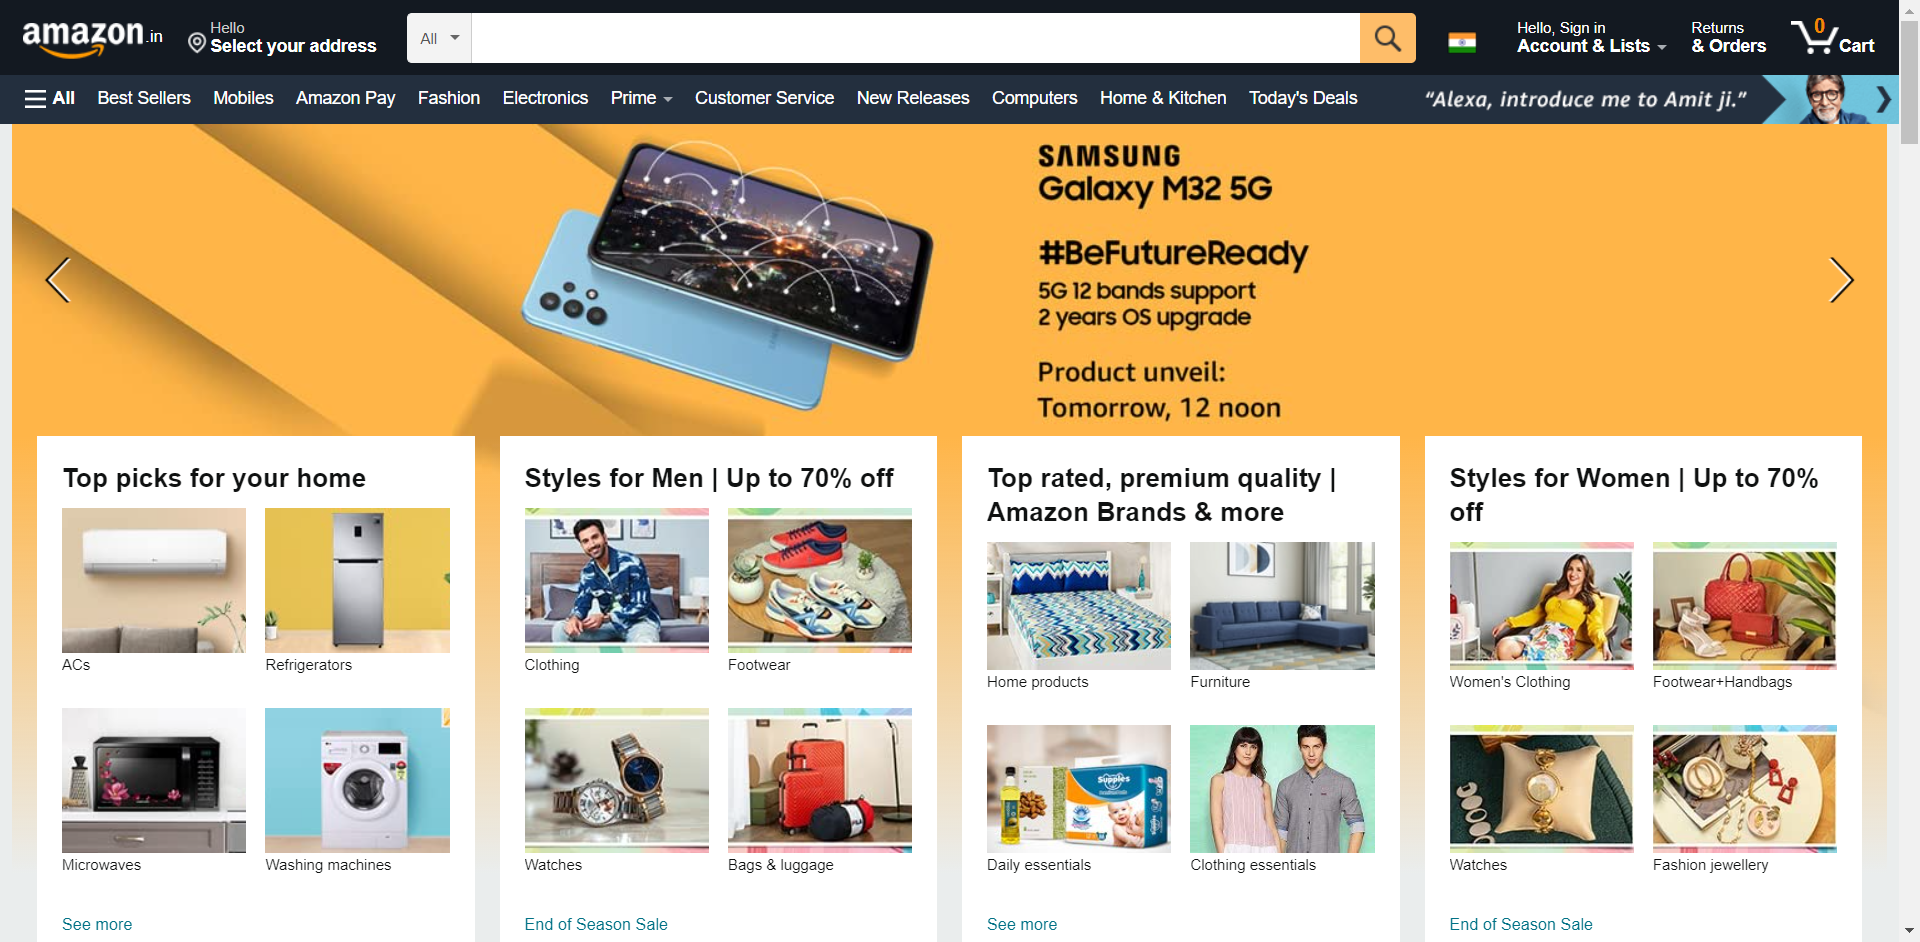 amazon.in
Hello
Select your address
All
Hello, Sign in
Account & Lists
Returns
& Orders
0
Cart
All
Best Sellers
Mobiles
Amazon Pay
Fashion
Electronics
Prime
Customer Service
New Releases
Computers
Home & Kitchen
Today's Deals
“Alexa, introduce me to Amit ji.”
SAMSUNG
Galaxy M32 5G
#BeFutureReady
5G 12 bands support
2 years OS upgrade
Product unveil:
Tomorrow, 12 noon
Top picks for your home
ACs
Refrigerators
Microwaves
Washing machines
See more
Styles for Men | Up to 70% off
Clothing
Footwear
Watches
Bags & luggage
End of Season Sale
Top rated, premium quality |
Amazon Brands & more
Home products
Furniture
Supples
Daily essentials
Clothing essentials
See more
Styles for Women | Up to 70%
off
Women's Clothing
Footwear+Handbags
Watches
Fashion jewellery
End of Season Sale